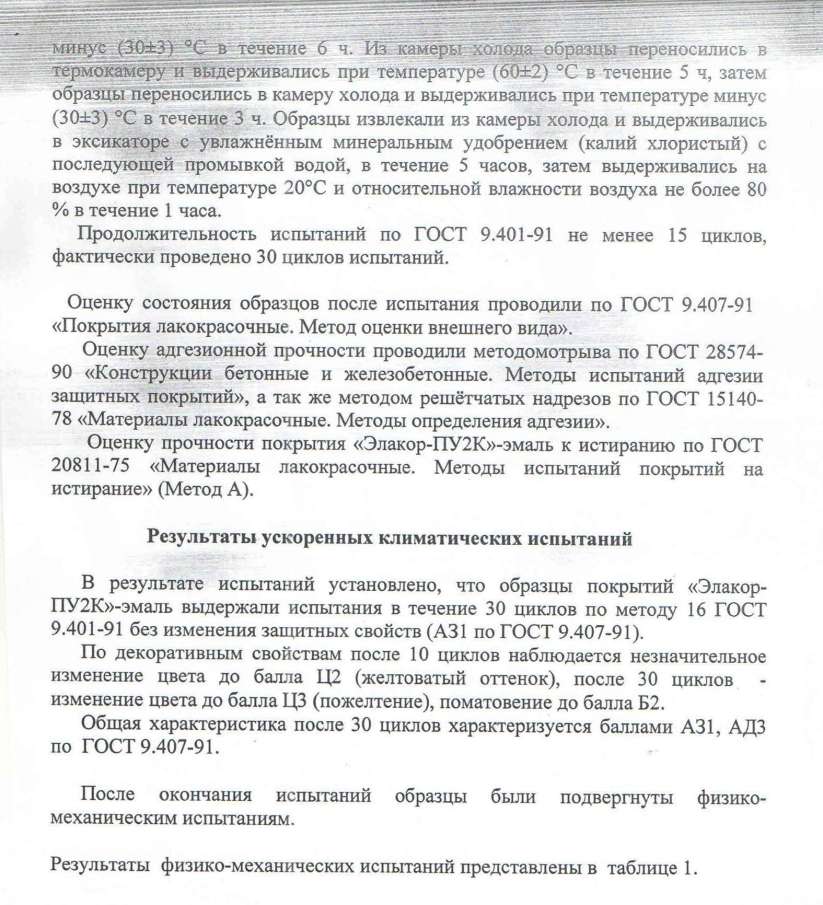 минус (30±3) °С в течение 6 ч. Из камеры холода образцы переносились в
термокамеру и выдерживались при температуре (60±2) °С в течение 5 ч, затем
образцы переносились в камеру холода и выдерживались при температуре минус
(30±3) °С в течение 3 ч. Образцы извлекали из камеры холода и выдерживались
в эксикаторе с увлажнённым минеральным удобрением (калий хлористый) с
последующей промывкой водой, в течение 5 часов, затем выдерживались на
воздухе при температуре 20°С и относительной влажности воздуха не более 80
% в течение 1 часа.
Продолжительность испытаний по ГОСТ 9.401-91 не менее 15 циклов,
фактически проведено 30 циклов испытаний.
Оценку состояния образцов после испытания проводили по ГОСТ 9.407-91
«Покрытия лакокрасочные. Метод оценки внешнего вида».
Оценку адгезионной прочности проводили методомотрыва по ГОСТ 28574-
90 «Конструкции бетонные и железобетонные. Методы испытаний адгезии
защитных покрытий», а так же методом решётчатых надрезов по ГОСТ 15140-
78 «Материалы лакокрасочные. Методы определения адгезии».
Оценку прочности покрытия «Элакор-ПУ2К»-эмаль к истиранию по ГОСТ
20811-75 «Материалы лакокрасочные. Методы испытаний покрытий на
истирание» (Метод А).
Результаты ускоренных климатических испытаний
В результате испытаний установлено, что образцы покрытий «Элакор-
ПУ2К»-эмаль выдержали испытания в течение 30 циклов по методу 16 ГОСТ
9.401-91 без изменения защитных свойств (АЗ1 по ГОСТ 9.407-91).
По декоративным свойствам после 10 циклов наблюдается незначительное
изменение цвета до балла Ц2 (желтоватый оттенок), после 30 циклов -
изменение цвета до балла Ц3 (пожелтение), поматовение до балла Б2.
Общая характеристика после 30 циклов характеризуется баллами АЗ1, АД3
по ГОСТ 9.407-91.
После окончания испытаний образцы были подвергнуты физико-
механическим испытаниям.
Результаты физико-механических испытаний представлены в таблице 1.